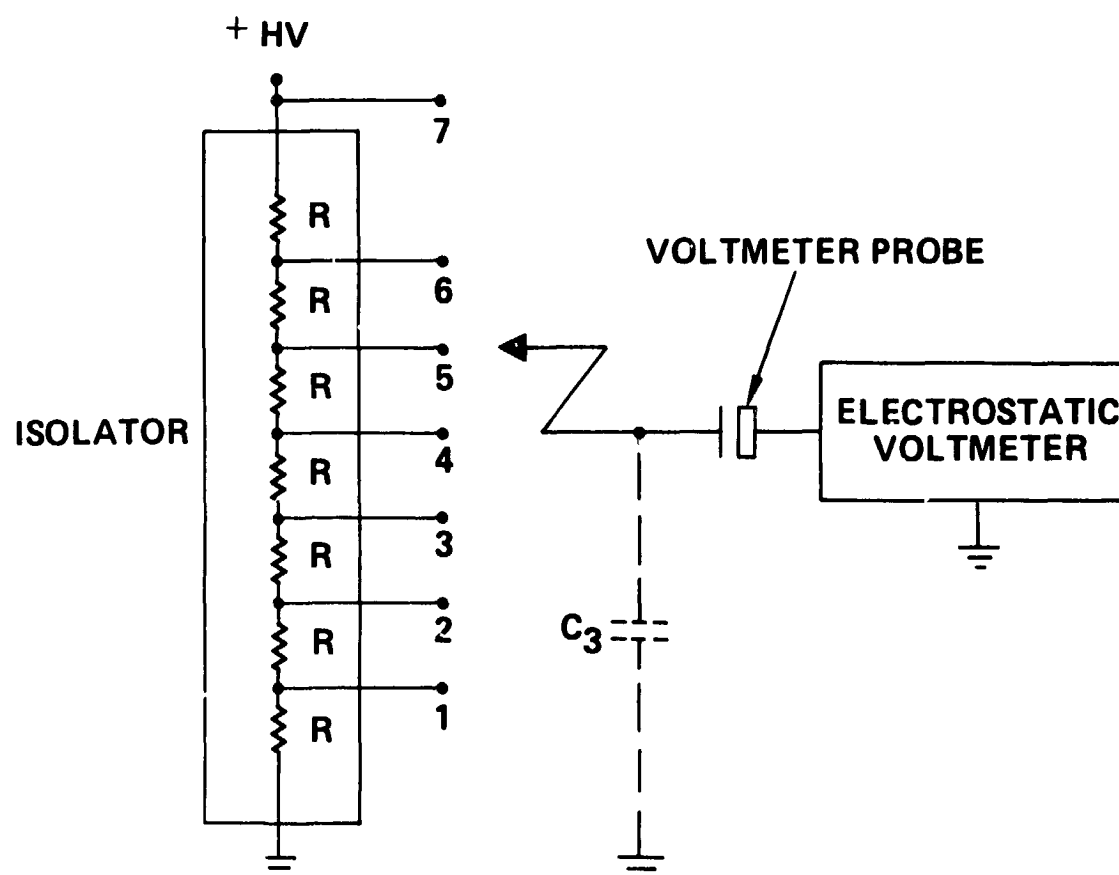 + HV
7
R
6
R
5
R
4
R
3
R
2
R
1
R
ISOLATOR
VOLTMETER PROBE
ELECTROSTATIC
VOLTMETER
C3